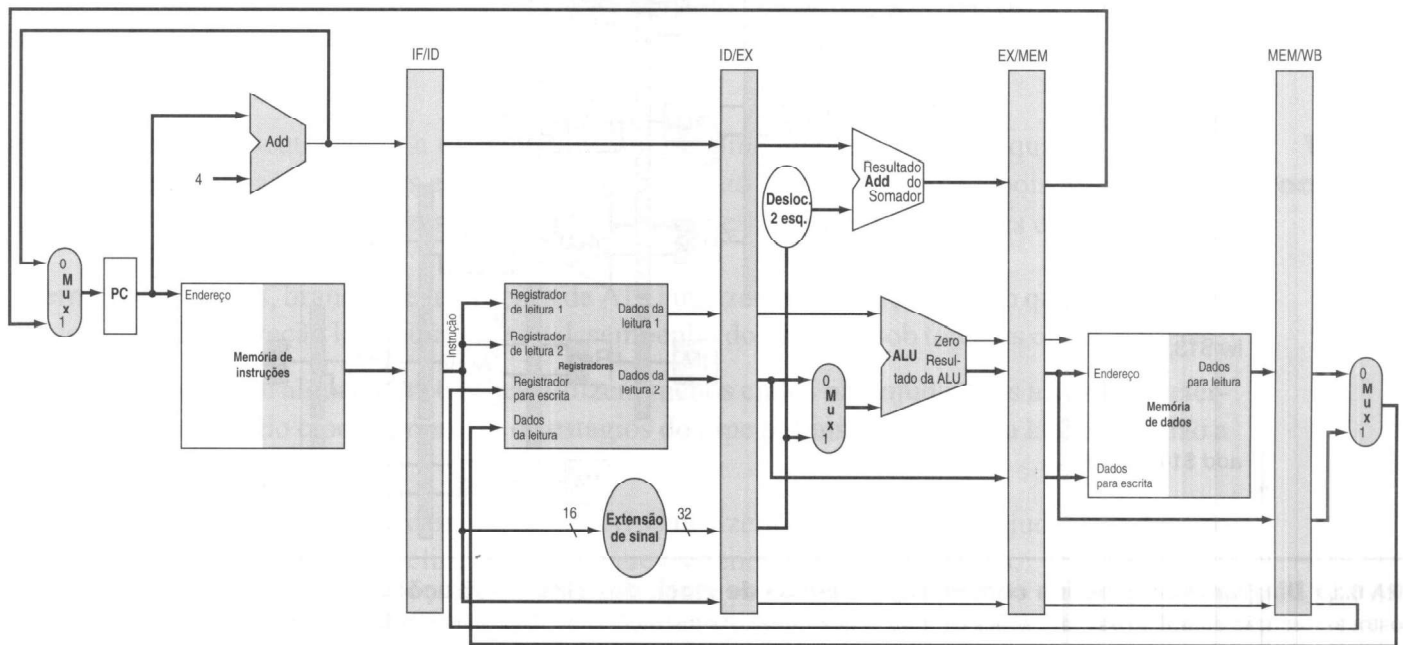 IF/ID
ID/EX
EX/MEM
MEM/WB
Add
4
Resultado
Add do
Somador
Desloc.
2 esq.
0
M
u
x
1
PC
Endereço
Memória de
instruções
Instrução
Registrador
de leitura 1
Registrador
de leitura 2
Registradores
Registrador
para escrita
Dados
da leitura
Dados da
leitura 1
Dados da
leitura 2
0
M
u
x
1
ALU
Zero
Resul-
tado da ALU
Endereço
Dados
para leitura
Memória
de dados
Dados
para escrita
0
M
u
x
1
16
Extensão
de sinal
32